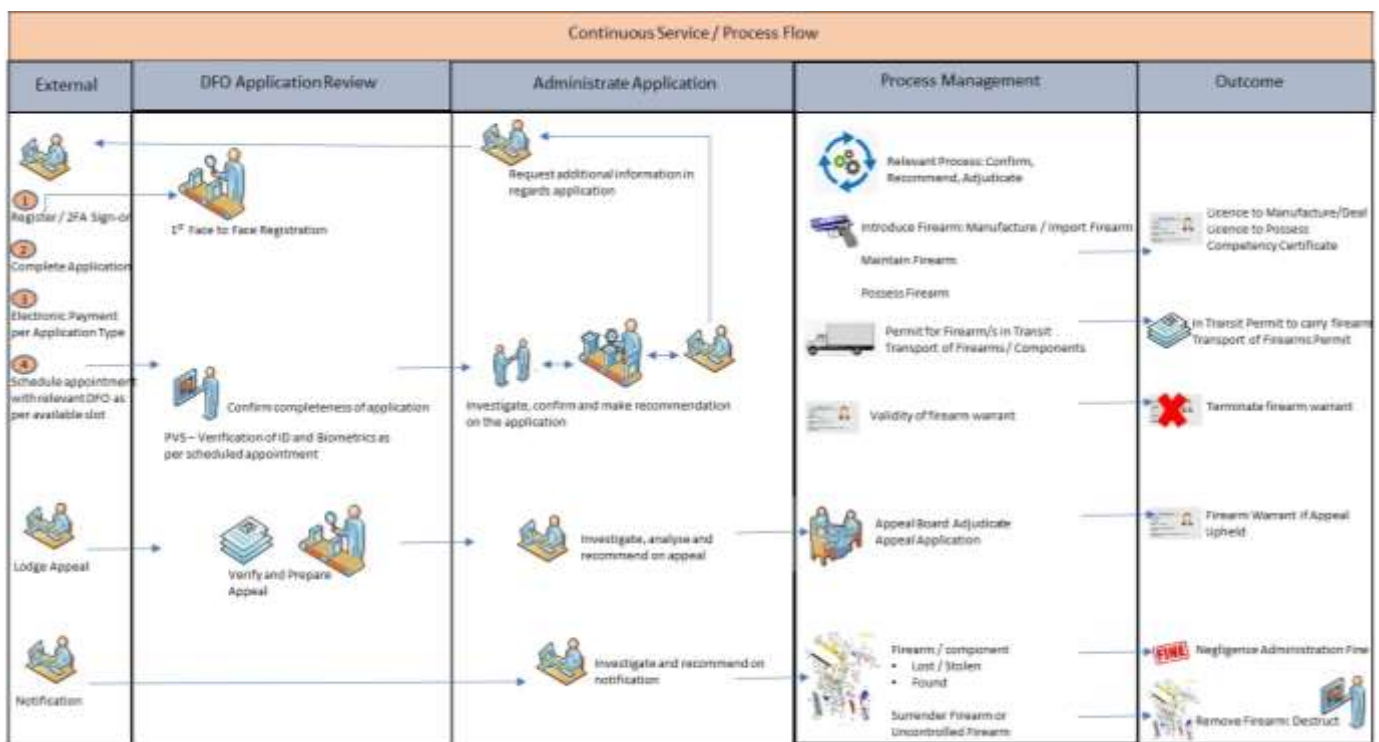 Continuous Service / Process Flow
External
DFO Application Review
Administrate Application
Process Management
Outcome
1
Register / 2FA Sign-on
2
Complete Application
3
Electronic Payment
per Application Type
4
Schedule appointment
with relevant DFO as
per available slot
Lodge Appeal
Notification
1st Face to Face Registration
Confirm completeness of application
PVS – Verification of ID and Biometrics as
per scheduled appointment
Verify and Prepare
Appeal
Request additional information in
regards application
Investigate, confirm and make recommendation
on the application
Investigate, analyse and
recommend on appeal
Investigate and recommend on
notification
Relevant Process: Confirm,
Recommend, Adjudicate
Introduce Firearm: Manufacture / Import Firearm
Maintain Firearm
Possess Firearm
Permit for Firearm/s in Transit
Transport of Firearms / Components
Validity of firearm warrant
Appeal Board Adjudicate
Appeal Application
Firearm / component
• Lost / Stolen
• Found
Surrender Firearm or
Uncontrolled Firearm
Licence to Manufacture/Deal
Licence to Possess
Competency Certificate
In Transit Permit to carry firearm
Transport of Firearms Permit
Terminate firearm warrant
Firearm Warrant if Appeal
Upheld
FINE
Negligence Administration Fine
Remove Firearm: Destruct